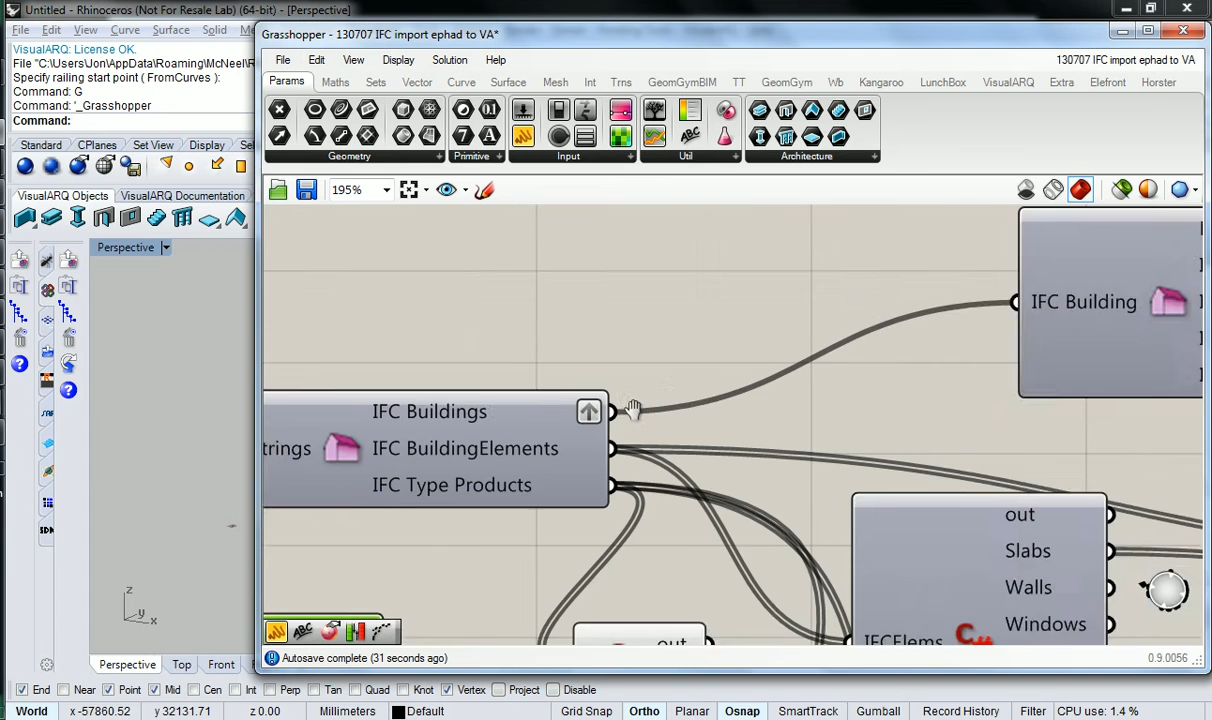 Untitled - Rhinoceros (Not For Resale Lab) (64-bit) - [Perspective]
File Edit View Curve Surface Solid Me
VisualARQ: License OK.
File "C:\Users\Jon\AppData\Roaming\McNeel\Rhinoce
Specify railing start point ( FromCurves ):
Command: G
Command: '_Grasshopper
Command:
Standard CPlanes Set View Display Se
VisualARQ Objects VisualARQ Documentation
Perspective
Grasshopper - 130707 IFC import ephad to VA*
File Edit View Display Solution Help
130707 IFC import ephad to VA
Params Maths Sets Vector Curve Surface Mesh Int Trns GeomGymBIM TT GeomGym Wb Kangaroo LunchBox VisualARQ Extra Elefront Horster
Geometry Primitive Input Util Architecture
195%
IFC Building
IFC Buildings
trings IFC BuildingElements
IFC Type Products
out
Slabs
Walls
Windows
IFCElems C#
out
Autosave complete (31 seconds ago)
0.9.0056
z
y
x
Perspective Top Front
End Near Point Mid Cen Int Perp Tan Quad Knot Vertex Project Disable
World x -57860.52 y 32131.71 z 0.00 Millimeters Default Grid Snap Ortho Planar Osnap SmartTrack Gumball Record History Filter CPU use: 1.4 %